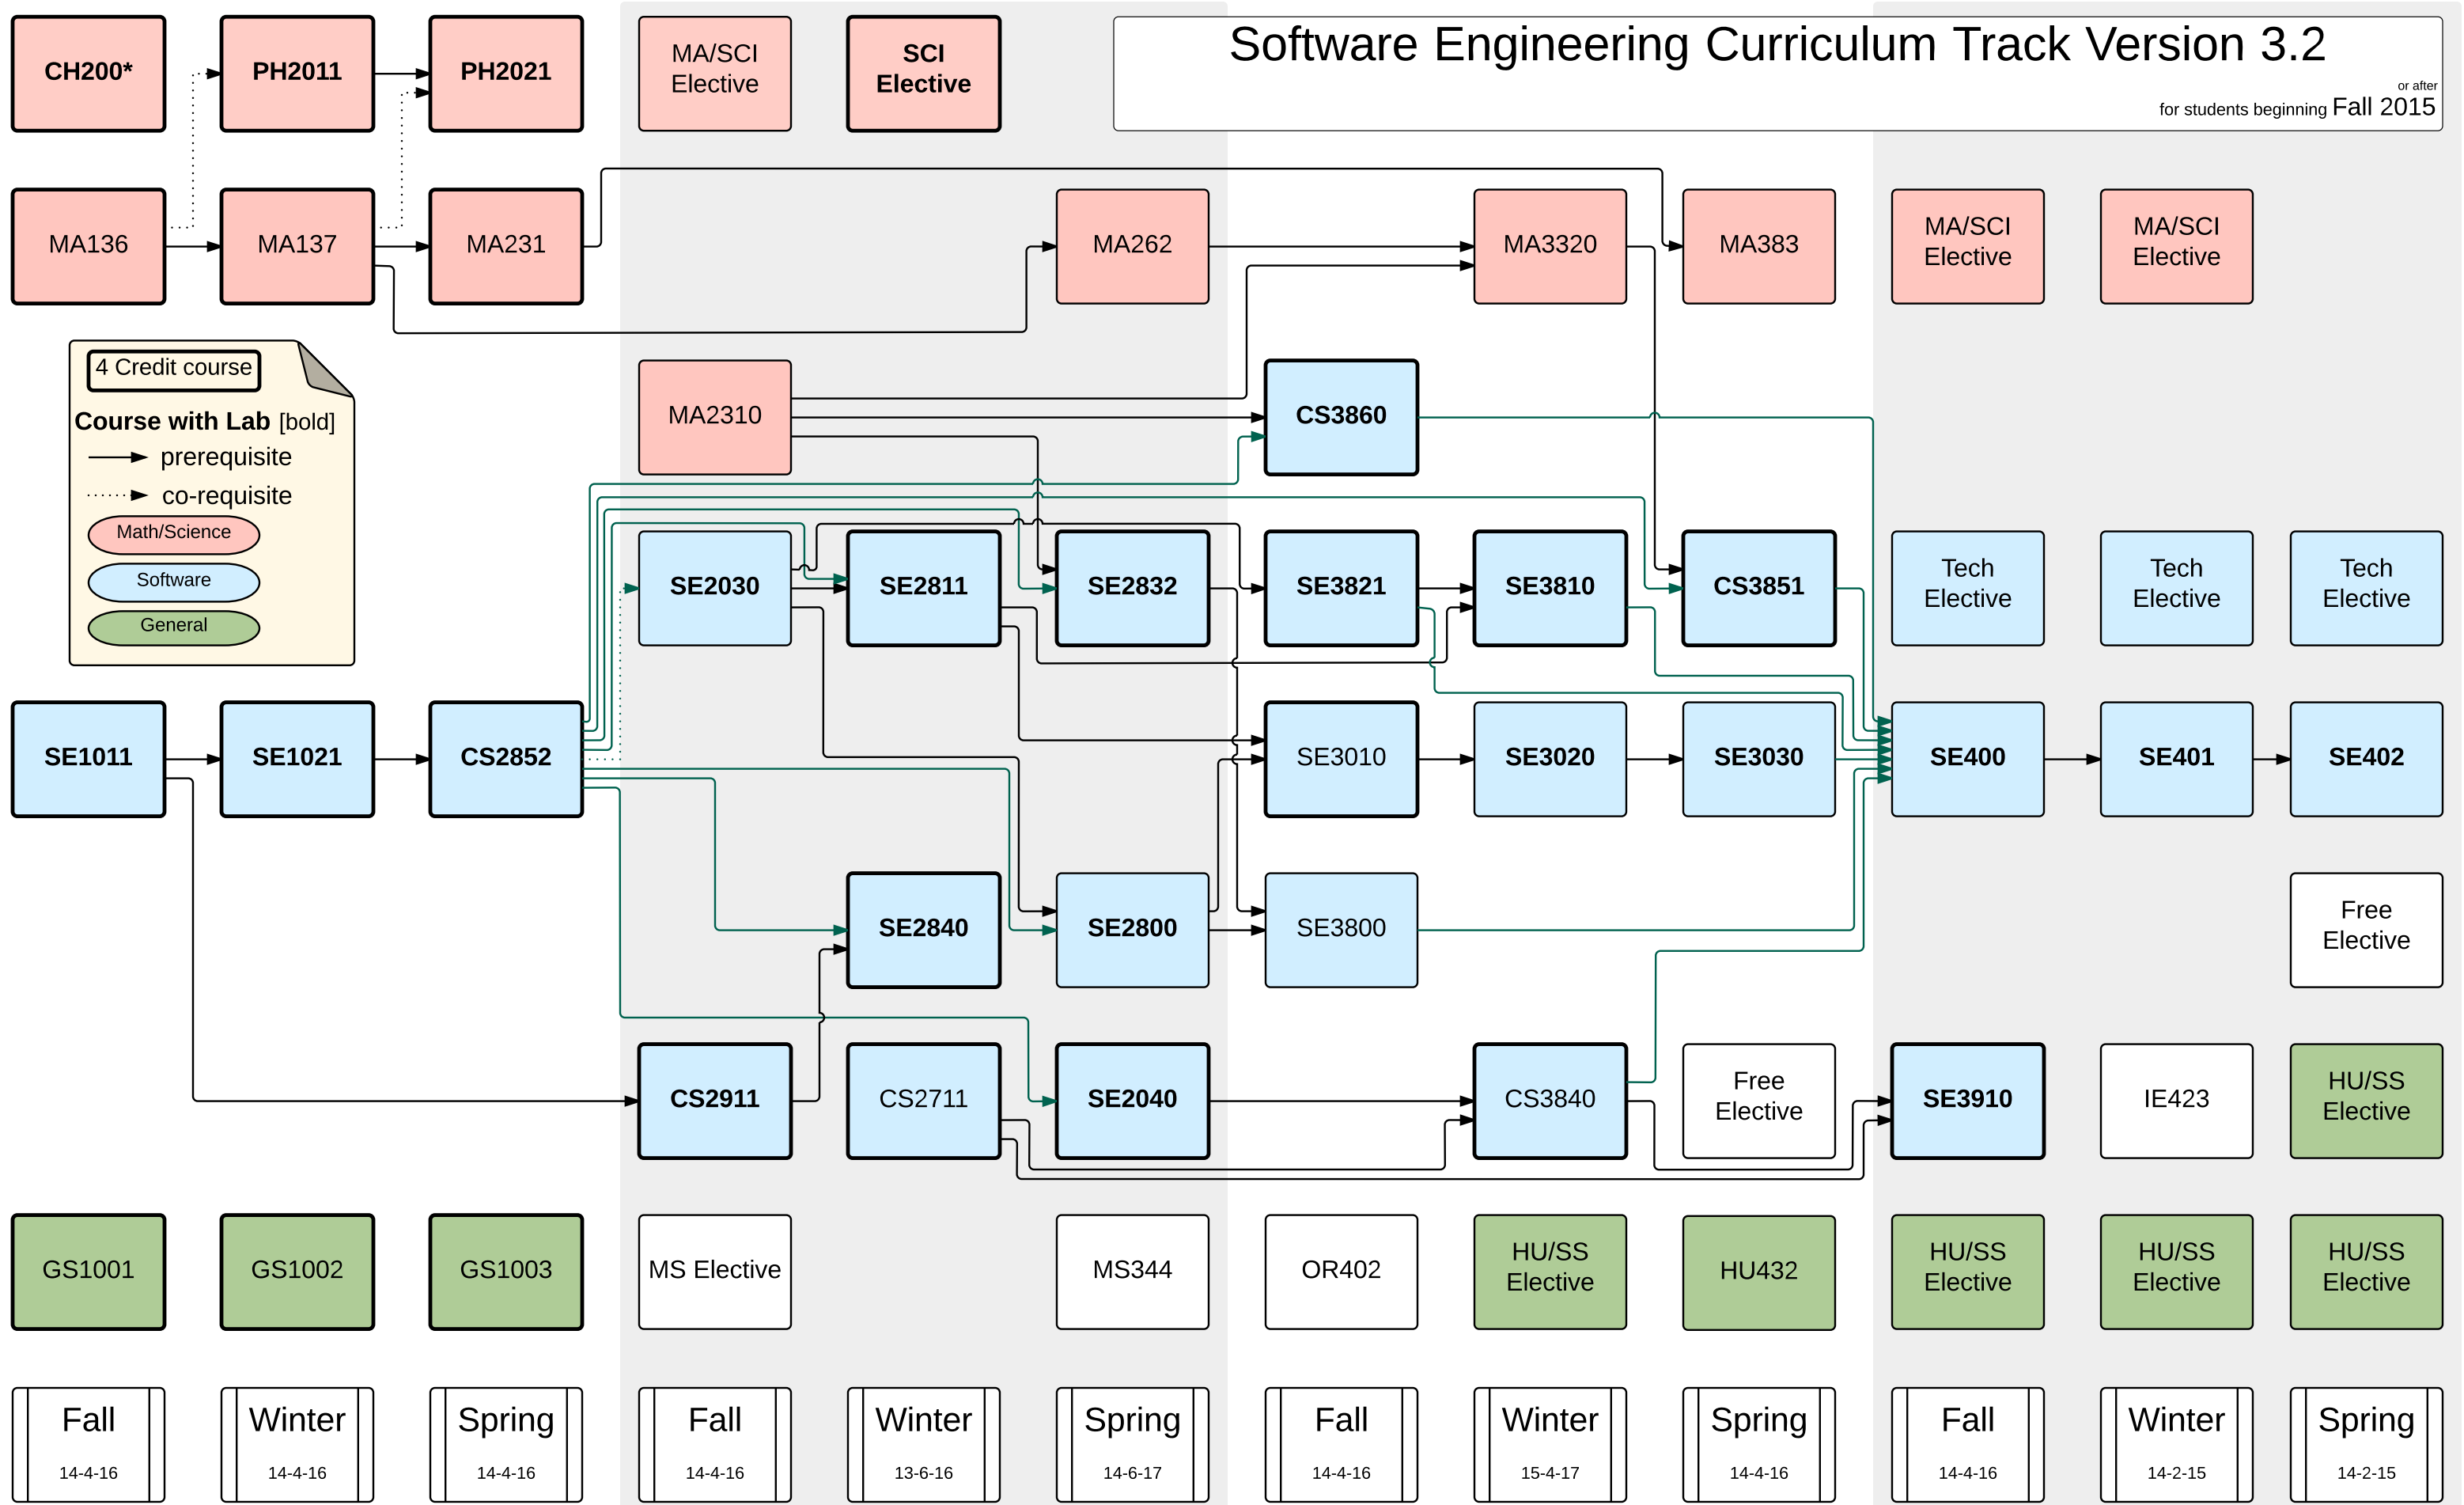 CH200*
PH2011
PH2021
MA/SCI
Elective
SCI
Elective
Software Engineering Curriculum Track Version 3.2
or after
for students beginning Fall 2015
MA136
MA137
MA231
MA262
MA3320
MA383
MA/SCI
Elective
MA/SCI
Elective
4 Credit course
Course with Lab [bold]
prerequisite
co-requisite
Math/Science
Software
General
MA2310
CS3860
SE2030
SE2811
SE2832
SE3821
SE3810
CS3851
Tech
Elective
Tech
Elective
Tech
Elective
SE1011
SE1021
CS2852
SE3010
SE3020
SE3030
SE400
SE401
SE402
SE2840
SE2800
SE3800
Free
Elective
CS2911
CS2711
SE2040
CS3840
Free
Elective
SE3910
IE423
HU/SS
Elective
GS1001
GS1002
GS1003
MS Elective
MS344
OR402
HU/SS
Elective
HU432
HU/SS
Elective
HU/SS
Elective
HU/SS
Elective
Fall
14-4-16
Winter
14-4-16
Spring
14-4-16
Fall
14-4-16
Winter
13-6-16
Spring
14-6-17
Fall
14-4-16
Winter
15-4-17
Spring
14-4-16
Fall
14-4-16
Winter
14-2-15
Spring
14-2-15